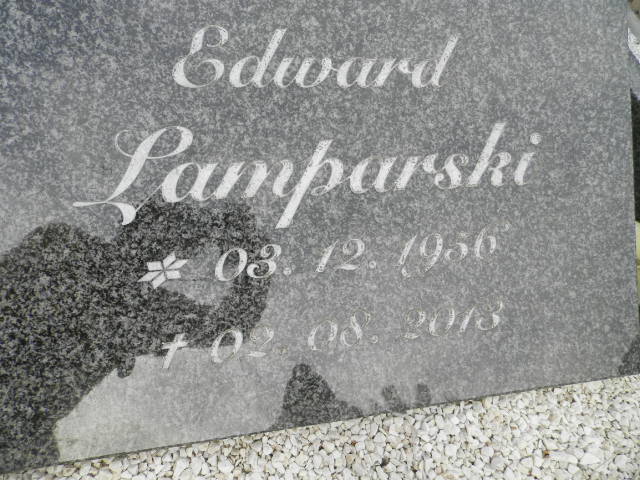 Edward
Lamparski
* 03. 12. 1956
† 02. 08. 2013